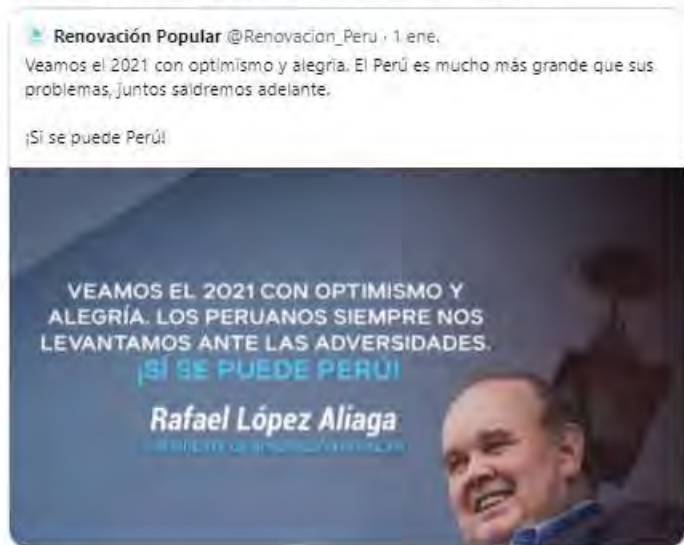 Renovación Popular @Renovacion_Peru · 1 ene.
Veamos el 2021 con optimismo y alegría. El Perú es mucho más grande que sus
problemas, juntos saldremos adelante.
¡Si se puede Perú!
VEAMOS EL 2021 CON OPTIMISMO Y
ALEGRÍA. LOS PERUANOS SIEMPRE NOS
LEVANTAMOS ANTE LAS ADVERSIDADES.
¡SÍ SE PUEDE PERÚ!
Rafael López Aliaga